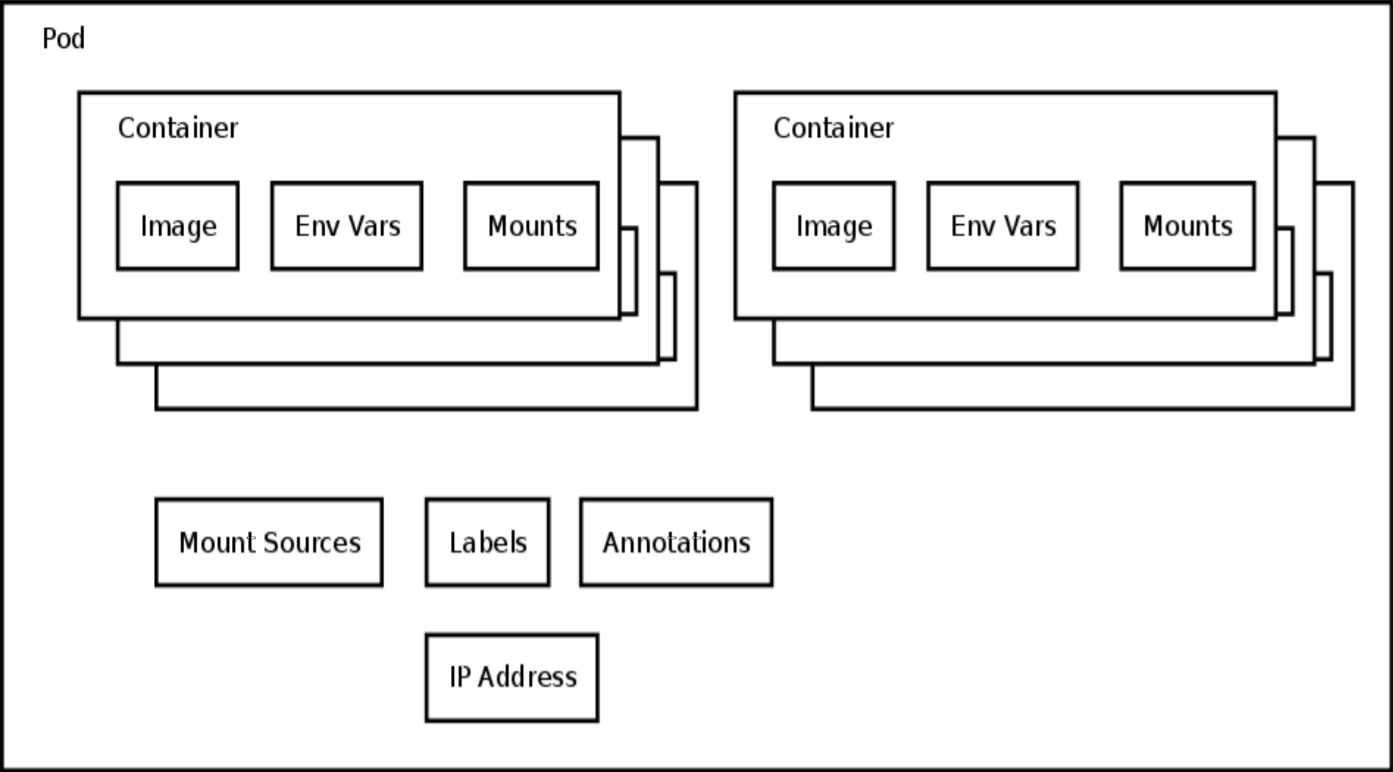 Pod
Container
Image
Env Vars
Mounts
Container
Image
Env Vars
Mounts
Mount Sources
Labels
Annotations
IP Address